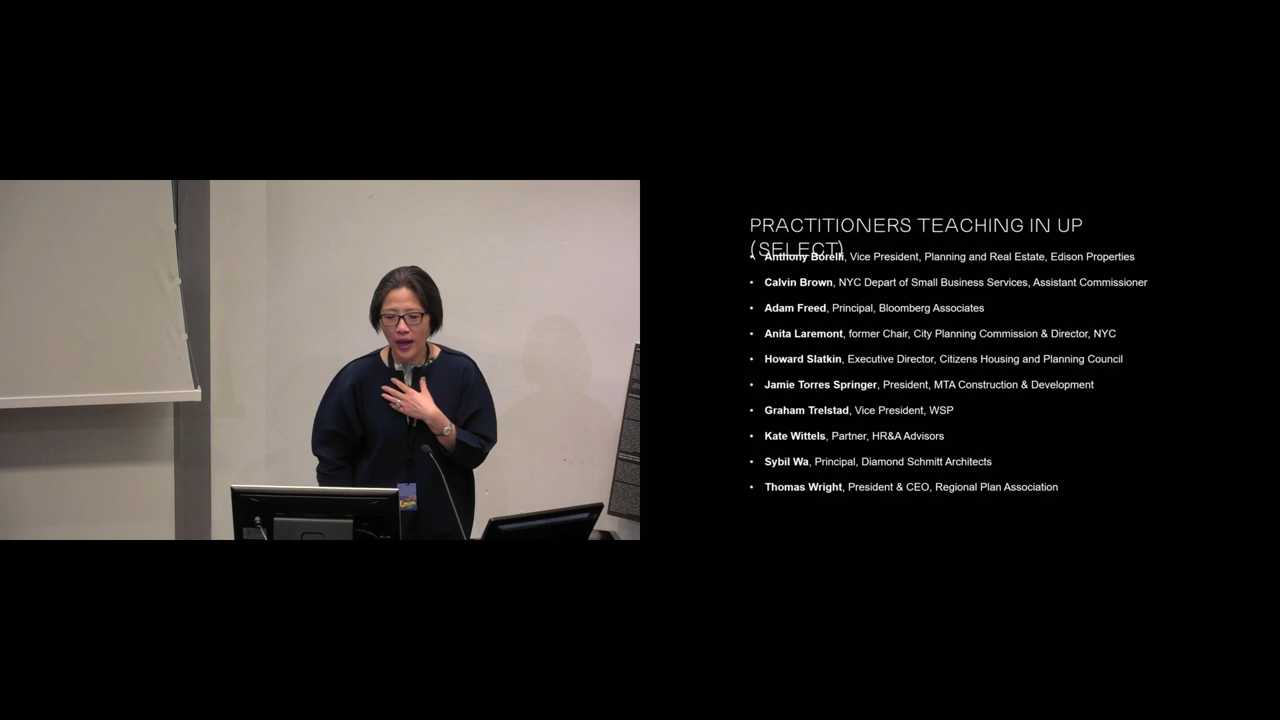 PRACTITIONERS TEACHING IN UP
(SELECT)
• Anthony Borelli, Vice President, Planning and Real Estate, Edison Properties
• Calvin Brown, NYC Depart of Small Business Services, Assistant Commissioner
• Adam Freed, Principal, Bloomberg Associates
• Anita Laremont, former Chair, City Planning Commission & Director, NYC
• Howard Slatkin, Executive Director, Citizens Housing and Planning Council
• Jamie Torres Springer, President, MTA Construction & Development
• Graham Trelstad, Vice President, WSP
• Kate Wittels, Partner, HR&A Advisors
• Sybil Wa, Principal, Diamond Schmitt Architects
• Thomas Wright, President & CEO, Regional Plan Association